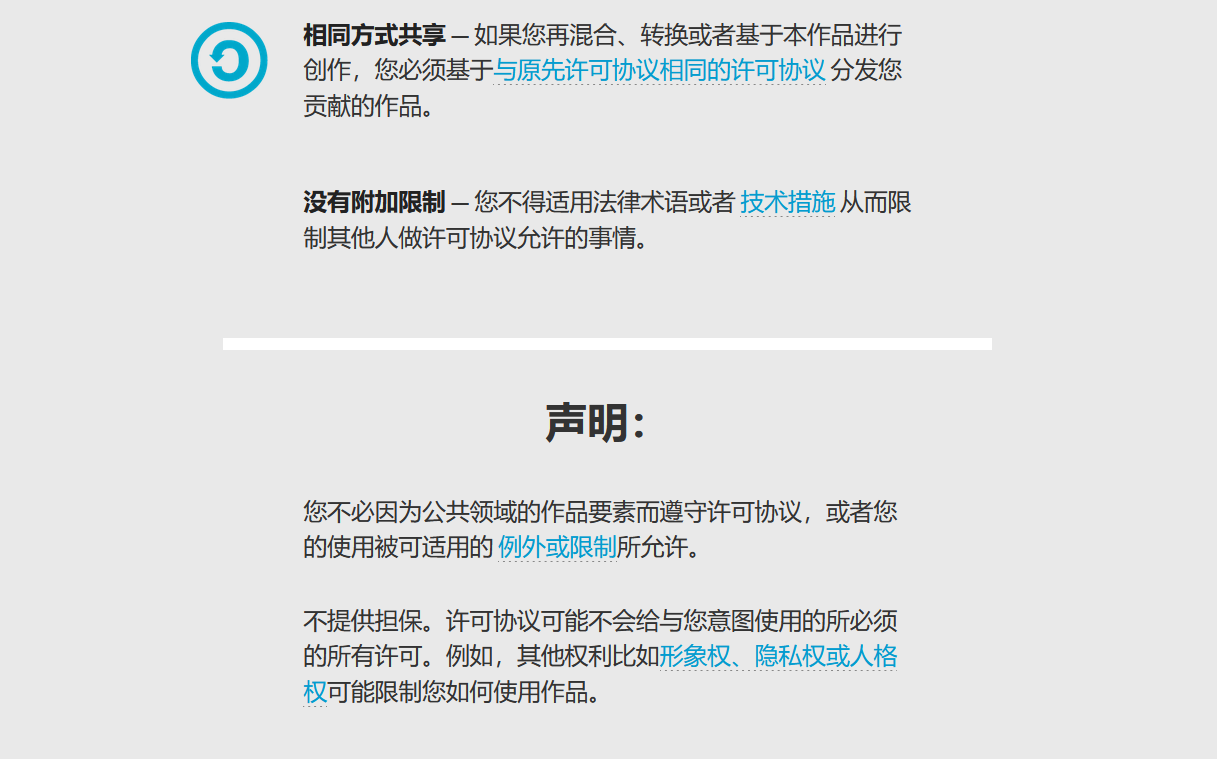 相同方式共享 — 如果您再混合、转换或者基于本作品进行
创作，您必须基于与原先许可协议相同的许可协议 分发您
贡献的作品。
没有附加限制 — 您不得适用法律术语或者 技术措施 从而限
制其他人做许可协议允许的事情。
声明：
您不必因为公共领域的作品要素而遵守许可协议，或者您
的使用被可适用的 例外或限制所允许。
不提供担保。许可协议可能不会给与您意图使用的所必须
的所有许可。例如，其他权利比如形象权、隐私权或人格
权可能限制您如何使用作品。